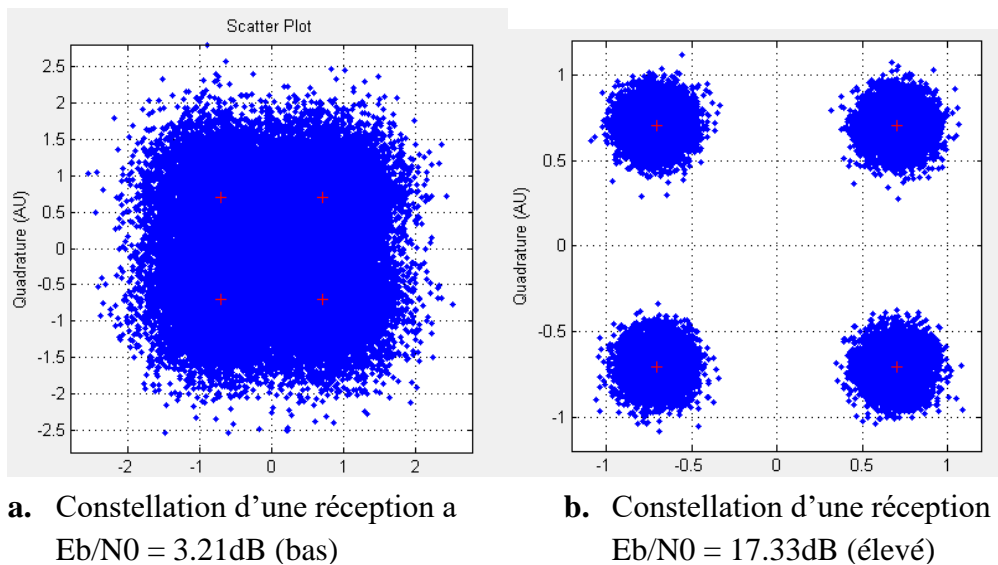 Scatter Plot
Quadrature (AU)
2.5
2
1.5
1
0.5
0
-0.5
-1
-1.5
-2
-2.5
-2 -1 0 1 2
Quadrature (AU)
1
0.5
0
-0.5
-1
-1 -0.5 0 0.5 1
a. Constellation d’une réception a
Eb/N0 = 3.21dB (bas)
b. Constellation d’une réception
Eb/N0 = 17.33dB (élevé)